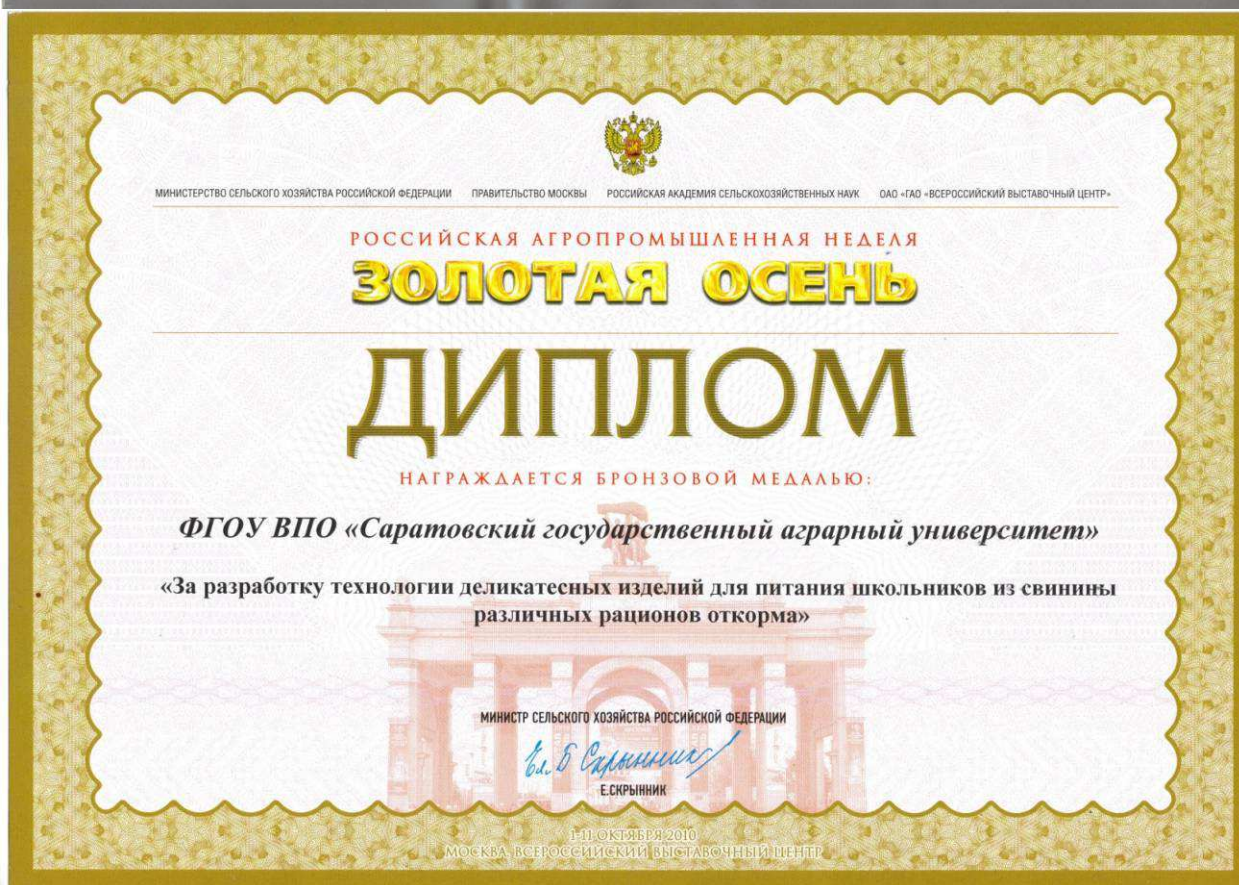 МИНИСТЕРСТВО СЕЛЬСКОГО ХОЗЯЙСТВА РОССИЙСКОЙ ФЕДЕРАЦИИ ПРАВИТЕЛЬСТВО МОСКВЫ РОССИЙСКАЯ АКАДЕМИЯ СЕЛЬСКОХОЗЯЙСТВЕННЫХ НАУК ОАО «ГАО «ВСЕРОССИЙСКИЙ ВЫСТАВОЧНЫЙ ЦЕНТР»
РОССИЙСКАЯ АГРОПРОМЫШЛЕННАЯ НЕДЕЛЯ
ЗОЛОТАЯ ОСЕНЬ
ДИПЛОМ
НАГРАЖДАЕТСЯ БРОНЗОВОЙ МЕДАЛЬЮ:
ФГОУ ВПО «Саратовский государственный аграрный университет»
«За разработку технологии деликатесных изделий для питания школьников из свинины
различных рационов откорма»
МИНИСТР СЕЛЬСКОГО ХОЗЯЙСТВА РОССИЙСКОЙ ФЕДЕРАЦИИ
Скрынник
Е.СКРЫННИК
1-11 ОКТЯБРЯ 2010
МОСКВА, ВСЕРОССИЙСКИЙ ВЫСТАВОЧНЫЙ ЦЕНТР